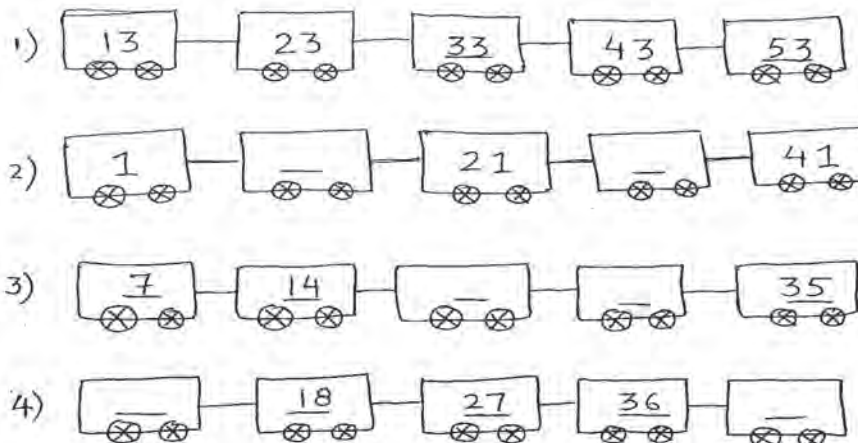 1) 13 23 33 43 53
2) 1 _ 21 _ 41
3) 7 14 _ _ 35
4) _ 18 27 36 _